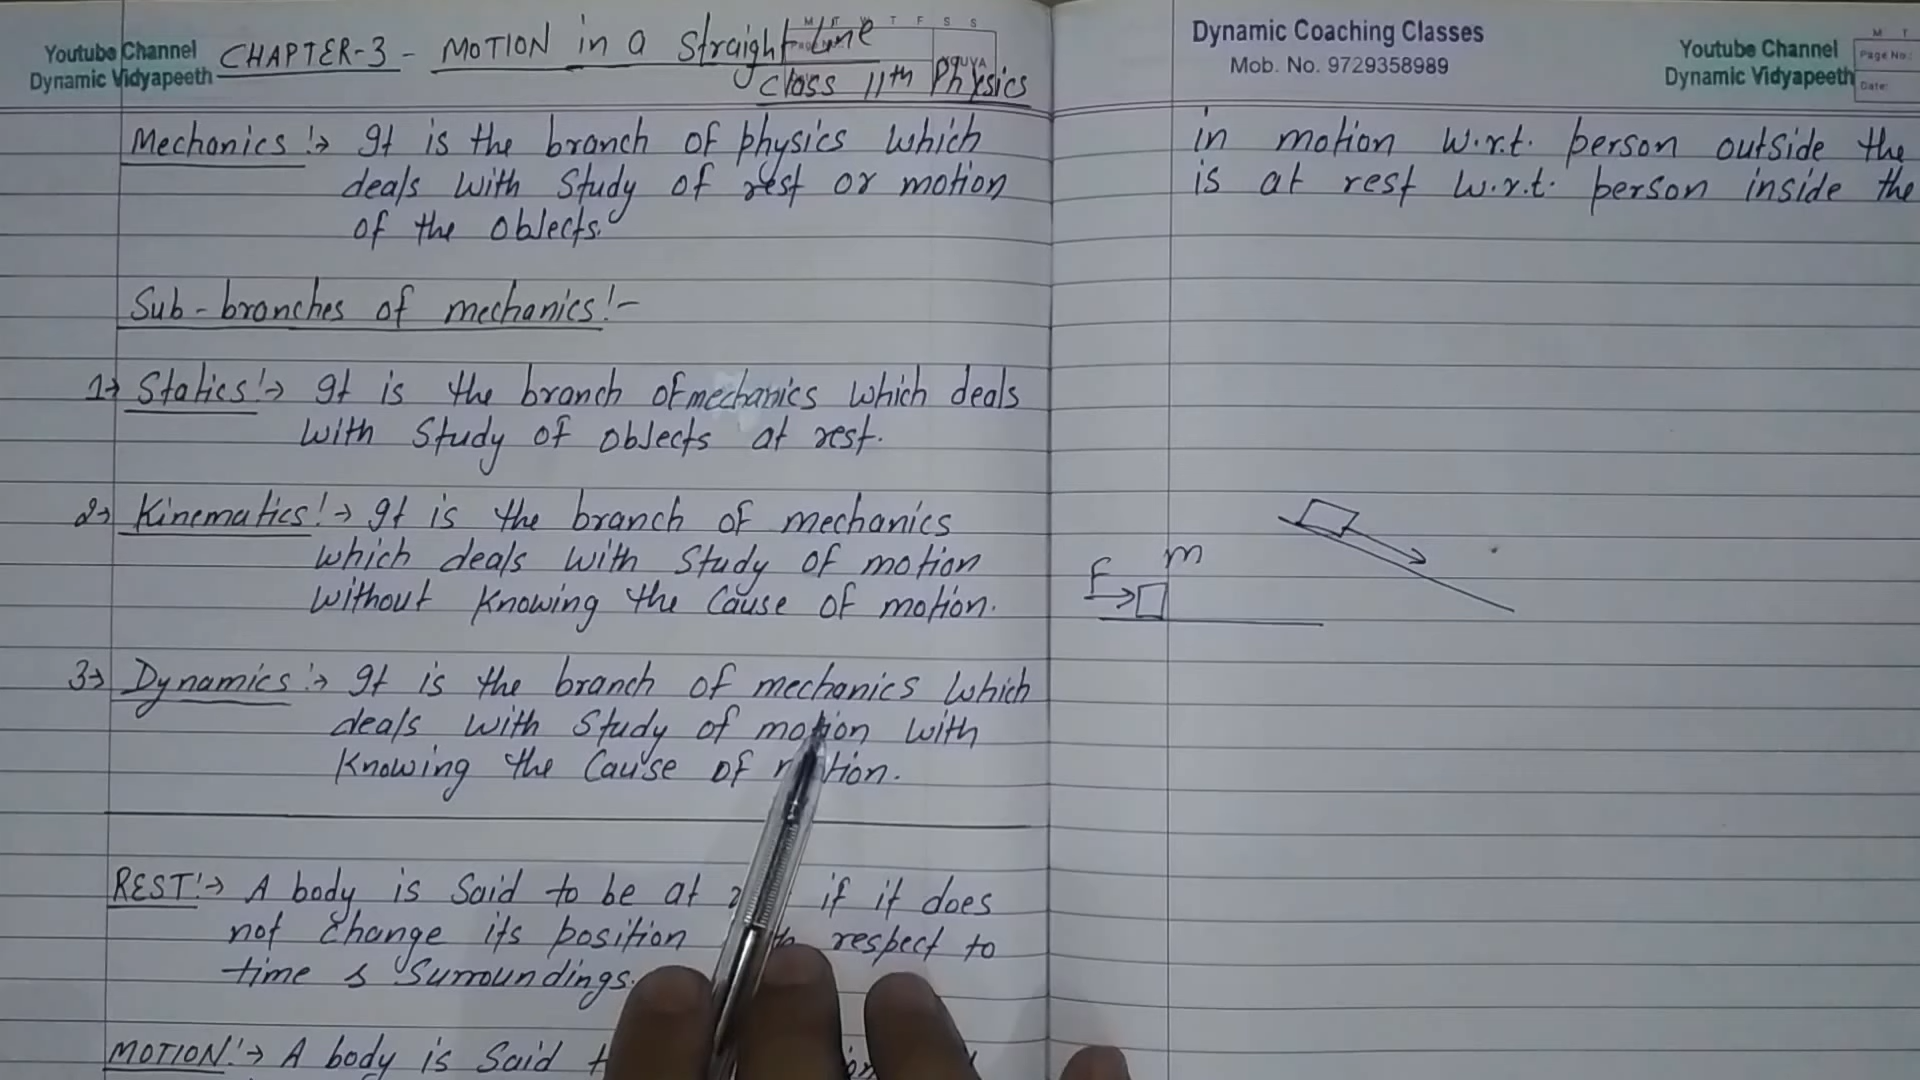 Youtube Channel
Dynamic Vidyapeeth
CHAPTER-3 - MOTION in a Straight Line
Class 11th Physics
Mechanics :→ It is the branch of physics which
deals with Study of rest or motion
of the objects.
Sub-branches of mechanics :-
1→ Statics :→ It is the branch of mechanics which deals
with Study of objects at rest.
2→ Kinematics :→ It is the branch of mechanics
which deals with Study of motion
without Knowing the Cause of motion.
3→ Dynamics :→ It is the branch of mechanics which
deals with Study of motion with
Knowing the Cause of motion.
REST :→ A body is Said to be at if it does
not change its position respect to
time & Surroundings.
MOTION :→ A body is Said
Dynamic Coaching Classes
Mob. No. 9729358989
Youtube Channel
Dynamic Vidyapeeth
M T
Page No.:
Date:
in motion w.r.t. person outside the
is at rest w.r.t. person inside the
F
m